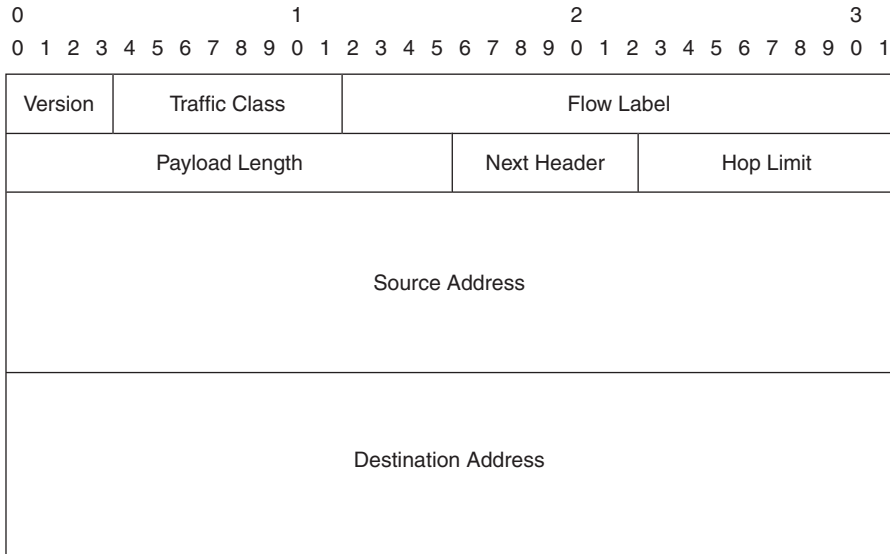 0 1 2 3
0 1 2 3 4 5 6 7 8 9 0 1 2 3 4 5 6 7 8 9 0 1 2 3 4 5 6 7 8 9 0 1
Version Traffic Class Flow Label
Payload Length Next Header Hop Limit
Source Address
Destination Address